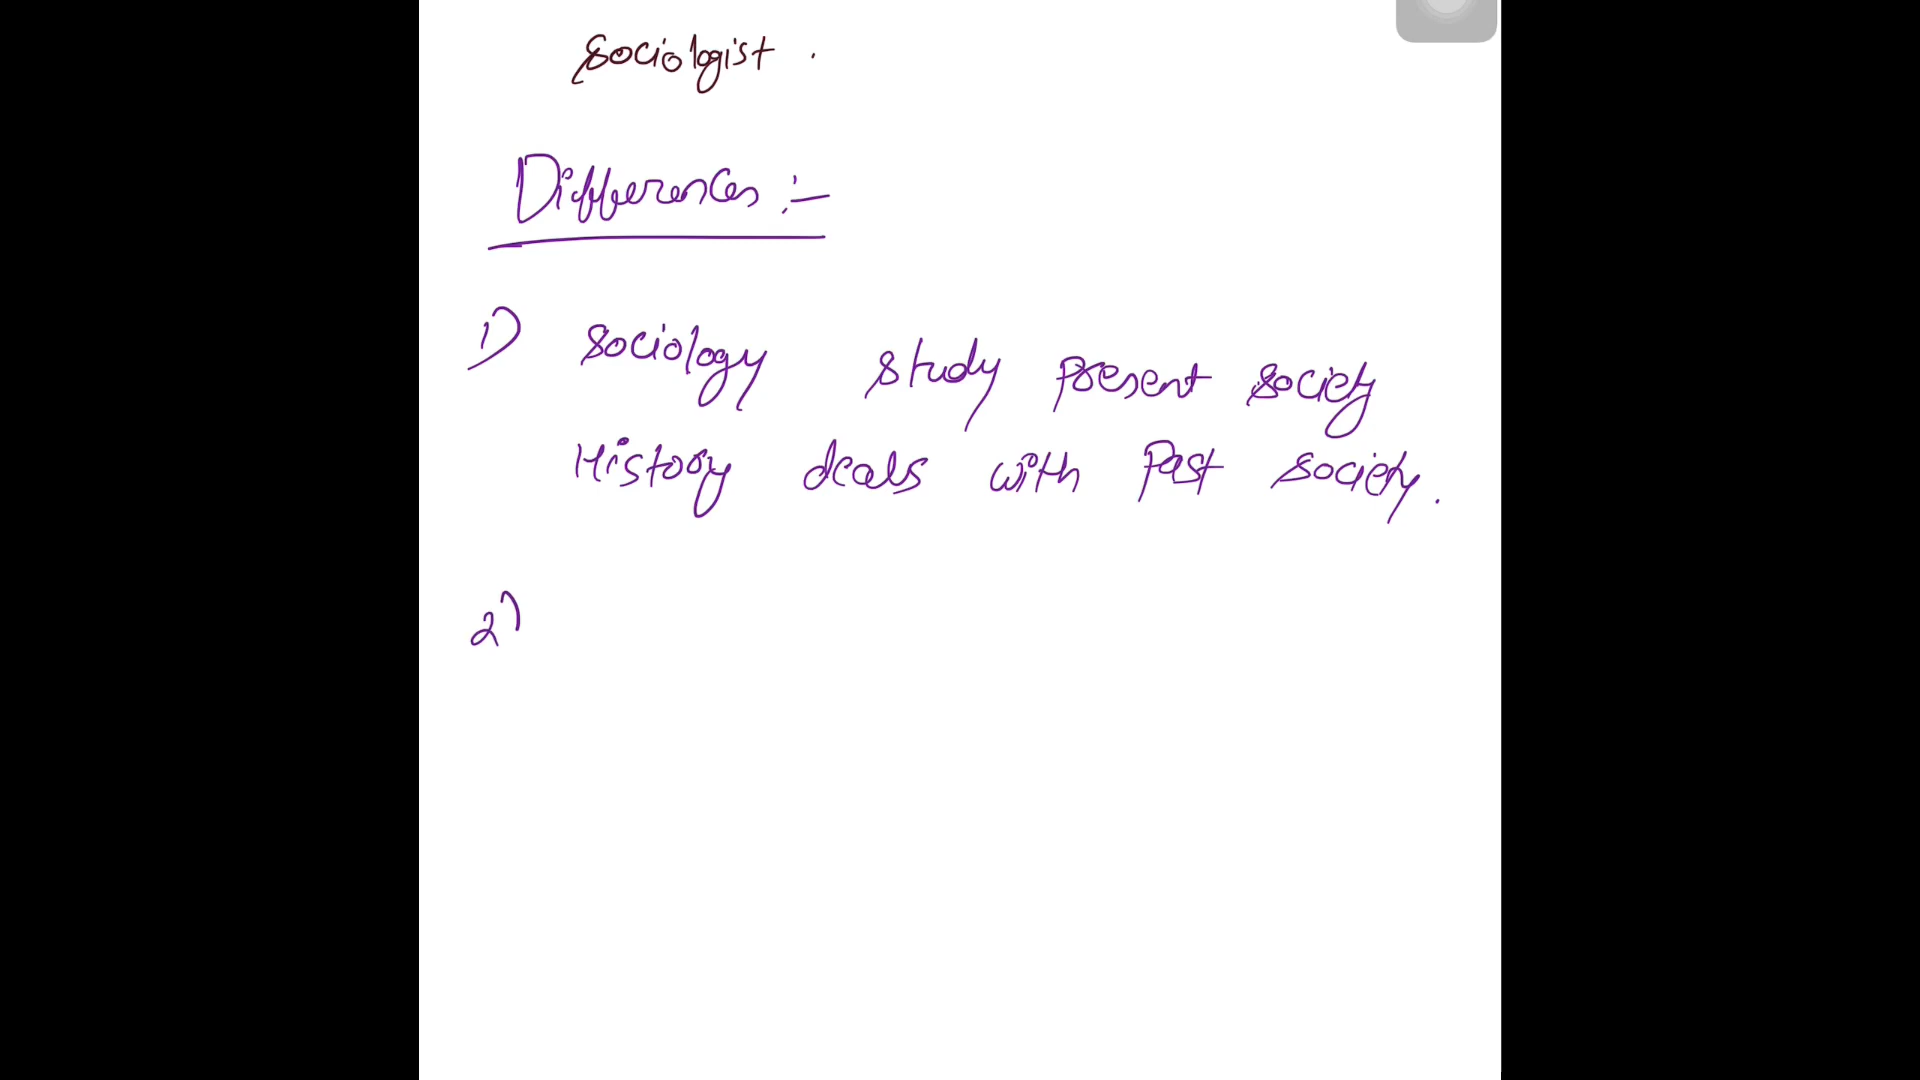 Sociologist .
Differences :-
1) Sociology study present society
History deals with Past society.
2)